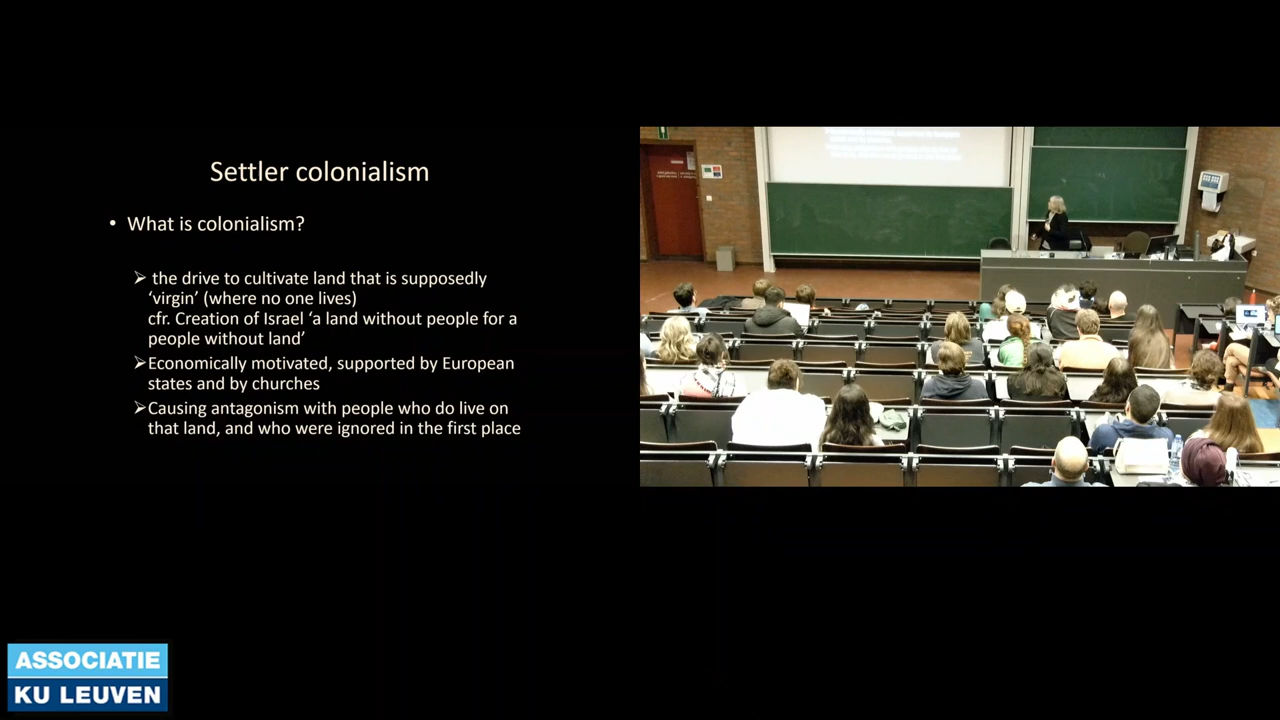 Settler colonialism
• What is colonialism?
➢ the drive to cultivate land that is supposedly
‘virgin’ (where no one lives)
cfr. Creation of Israel ‘a land without people for a
people without land’
➢Economically motivated, supported by European
states and by churches
➢Causing antagonism with people who do live on
that land, and who were ignored in the first place
ASSOCIATIE
KU LEUVEN